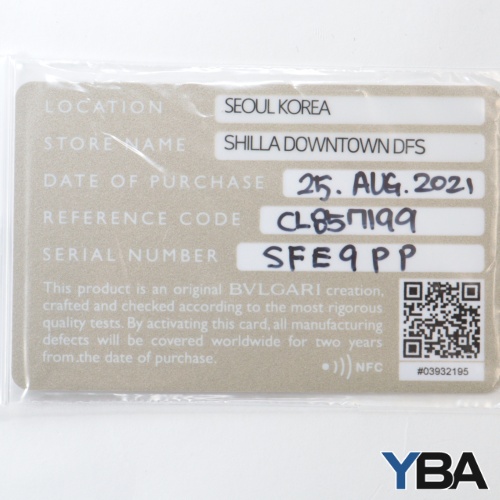 LOCATION SEOUL KOREA
STORE NAME SHILLA DOWNTOWN DFS
DATE OF PURCHASE 25. AUG. 2021
REFERENCE CODE CL857199
SERIAL NUMBER SFE9PP
This product is an original BVLGARI creation,
crafted and checked according to the most rigorous
quality tests. By activating this card, all manufacturing
defects will be covered worldwide for two years
from the date of purchase.
NFC
#03932195
YBA